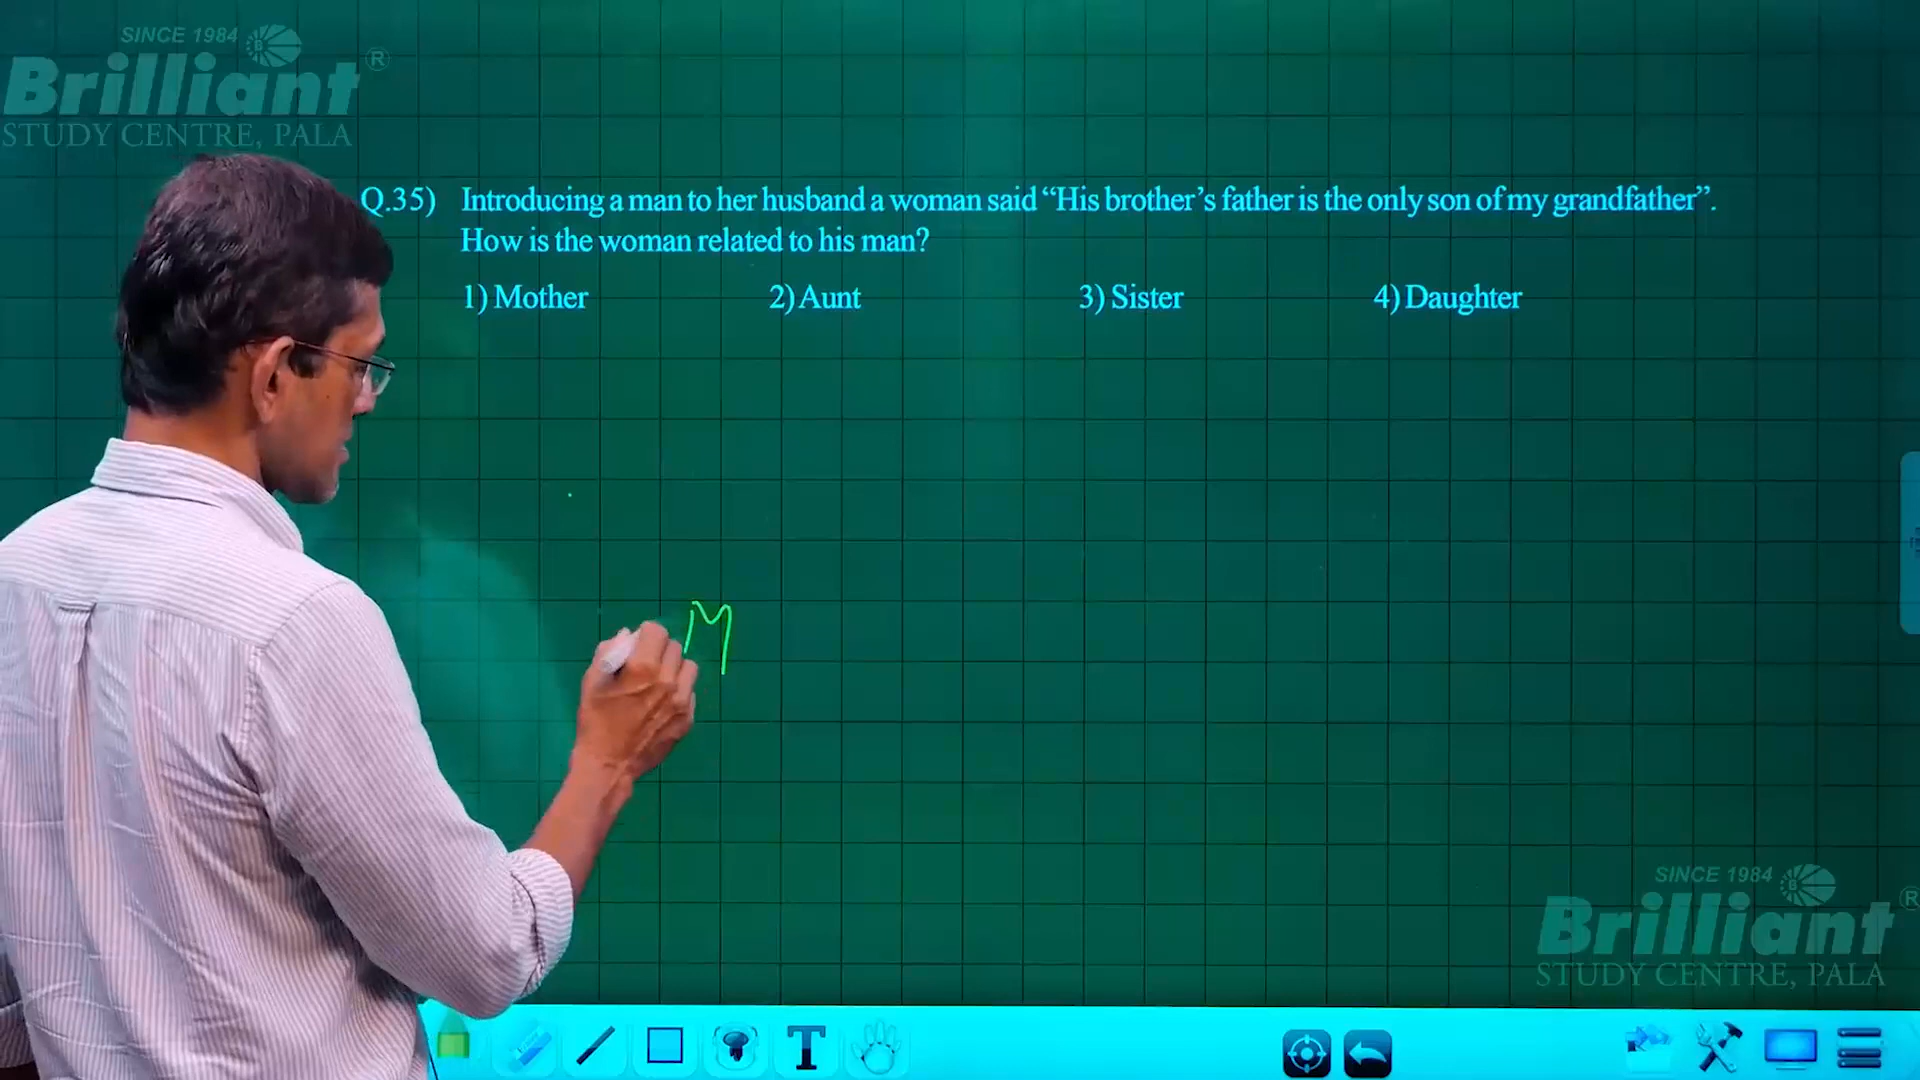 SINCE 1984
Brilliant ®
STUDY CENTRE, PALA
Q.35) Introducing a man to her husband a woman said “His brother’s father is the only son of my grandfather”.
How is the woman related to his man?
1) Mother 2) Aunt 3) Sister 4) Daughter
M
SINCE 1984
Brilliant ®
STUDY CENTRE, PALA
T